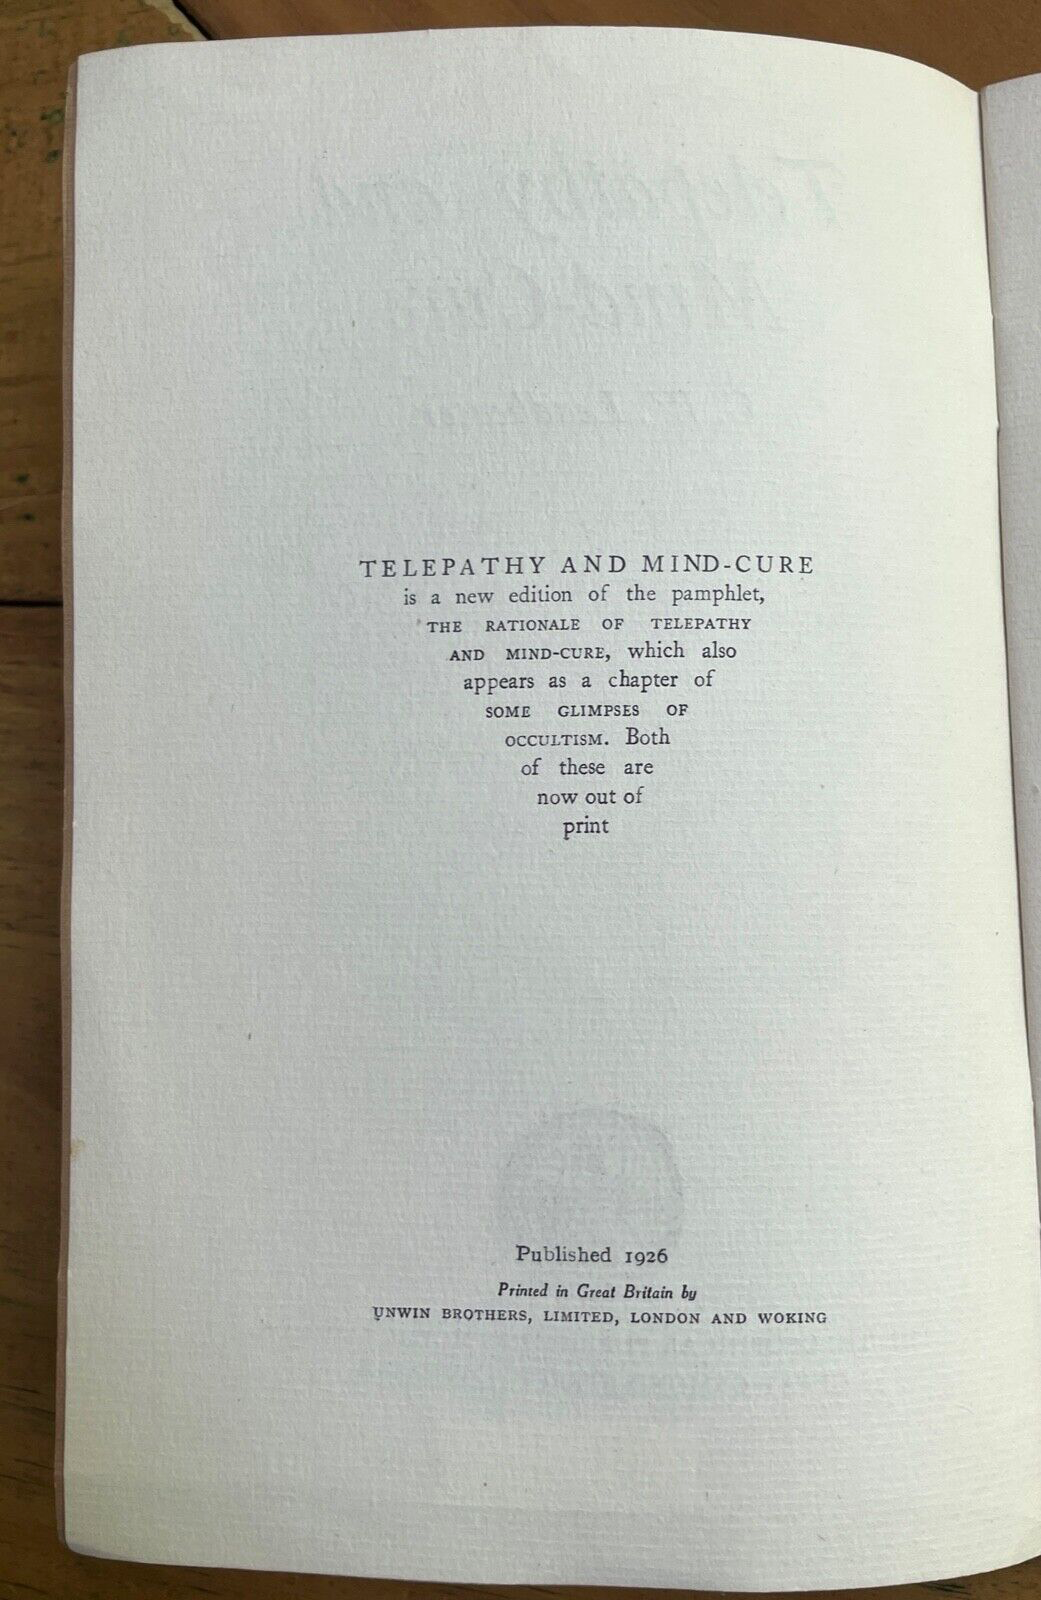 TELEPATHY AND MIND-CURE
is a new edition of the pamphlet,
THE RATIONALE OF TELEPATHY
AND MIND-CURE, which also
appears as a chapter of
SOME GLIMPSES OF
OCCULTISM. Both
of these are
now out of
print
Published 1926
Printed in Great Britain by
UNWIN BROTHERS, LIMITED, LONDON AND WOKING